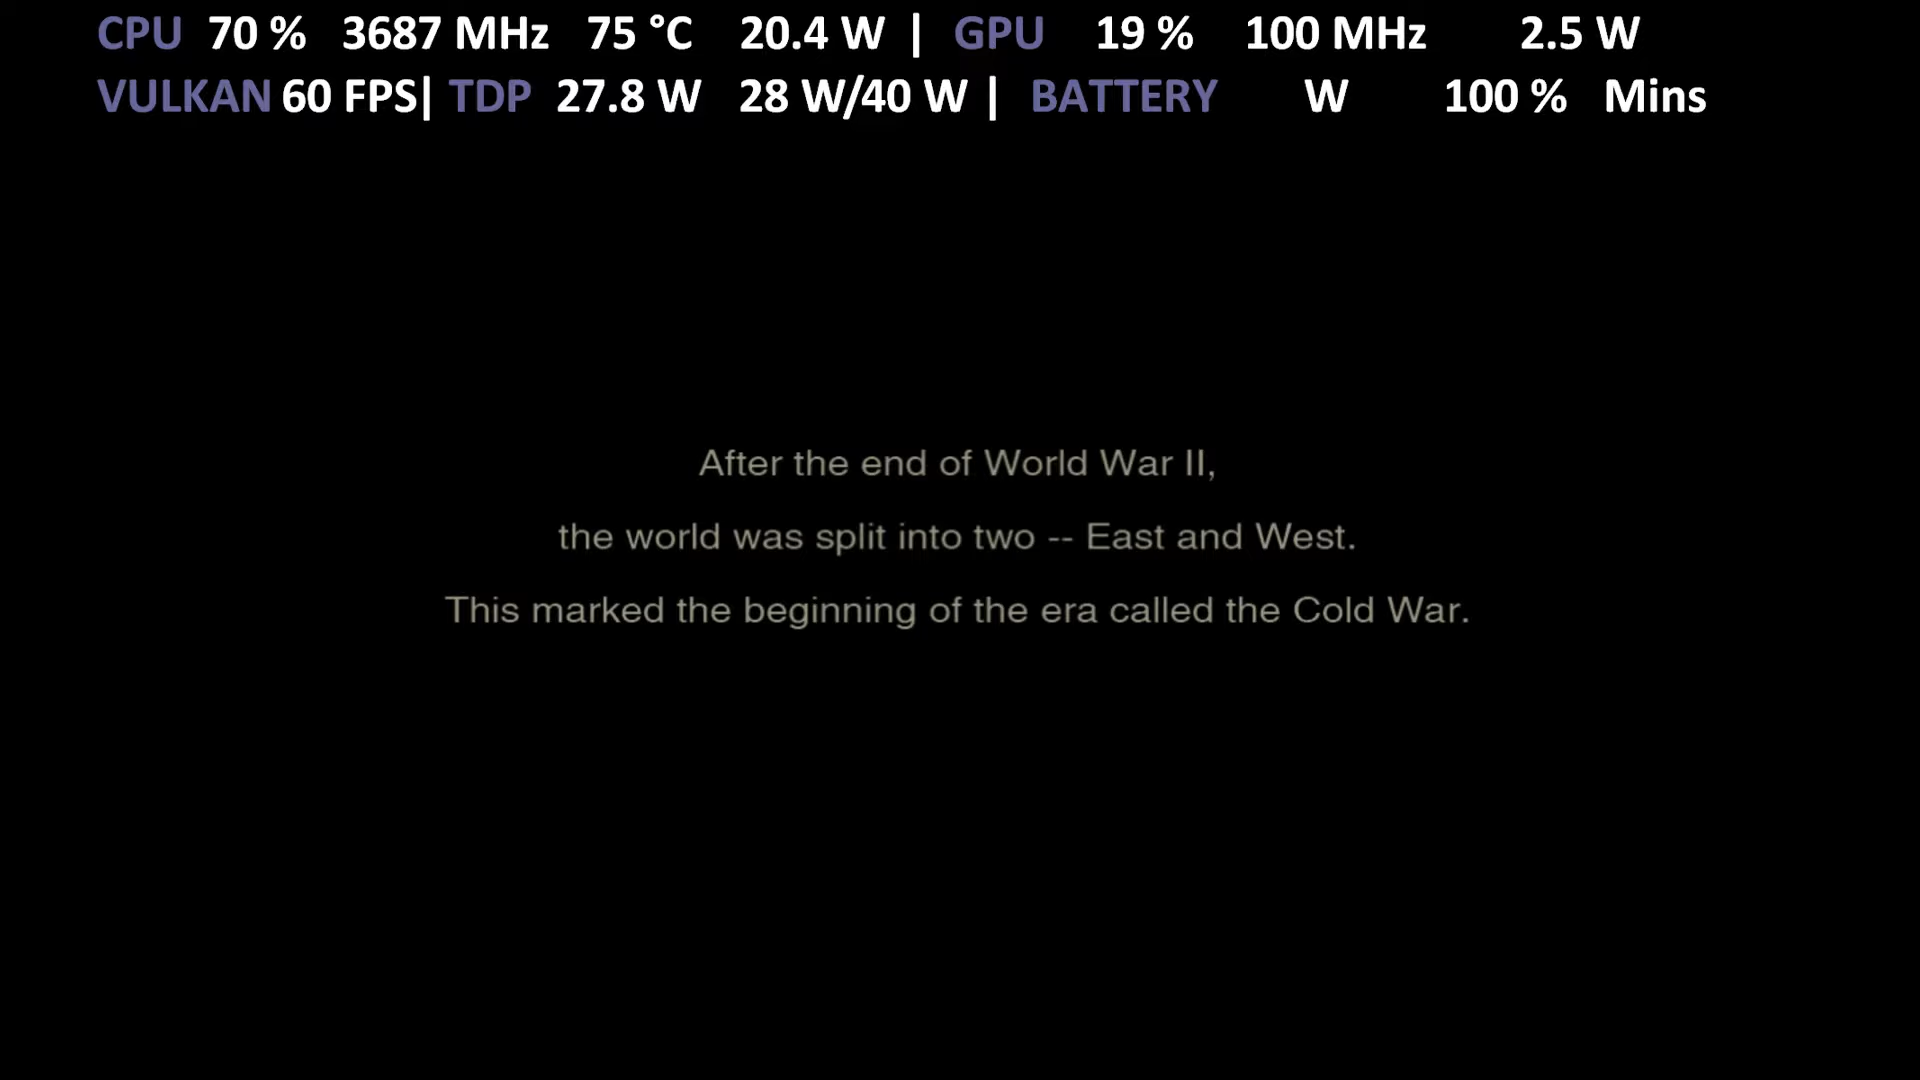 CPU 70 % 3687 MHz 75 °C 20.4 W | GPU 19 % 100 MHz 2.5 W
VULKAN 60 FPS| TDP 27.8 W 28 W/40 W | BATTERY W 100 % Mins
After the end of World War II,
the world was split into two -- East and West.
This marked the beginning of the era called the Cold War.